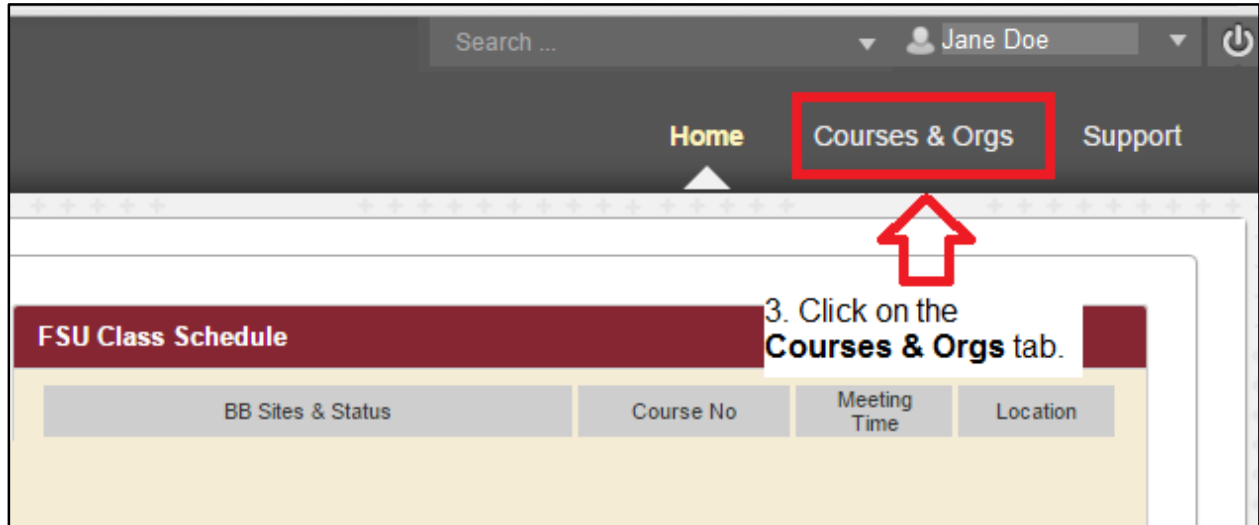 Search ...
Jane Doe
Home
Courses & Orgs
Support
3. Click on the
Courses & Orgs tab.
FSU Class Schedule
BB Sites & Status
Course No
Meeting
Time
Location